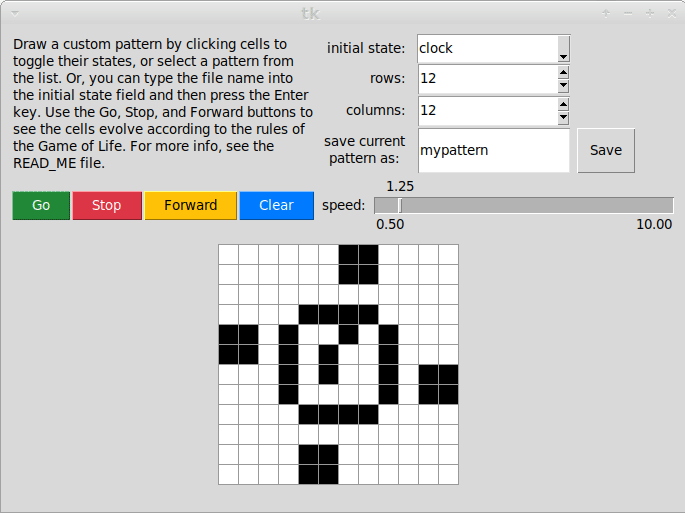 tk
Draw a custom pattern by clicking cells to
toggle their states, or select a pattern from
the list. Or, you can type the file name into
the initial state field and then press the Enter
key. Use the Go, Stop, and Forward buttons to
see the cells evolve according to the rules of
the Game of Life. For more info, see the
READ_ME file.
initial state: clock
rows: 12
columns: 12
save current
pattern as:
mypattern
Save
Go Stop Forward Clear
speed:
1.25
0.50 10.00